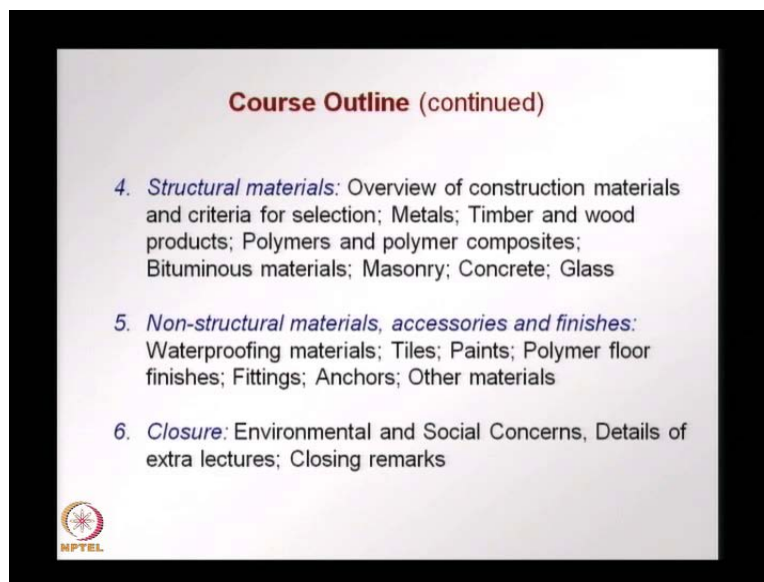 Course Outline (continued)
4. Structural materials: Overview of construction materials
and criteria for selection; Metals; Timber and wood
products; Polymers and polymer composites;
Bituminous materials; Masonry; Concrete; Glass
5. Non-structural materials, accessories and finishes:
Waterproofing materials; Tiles; Paints; Polymer floor
finishes; Fittings; Anchors; Other materials
6. Closure: Environmental and Social Concerns, Details of
extra lectures; Closing remarks
NPTEL